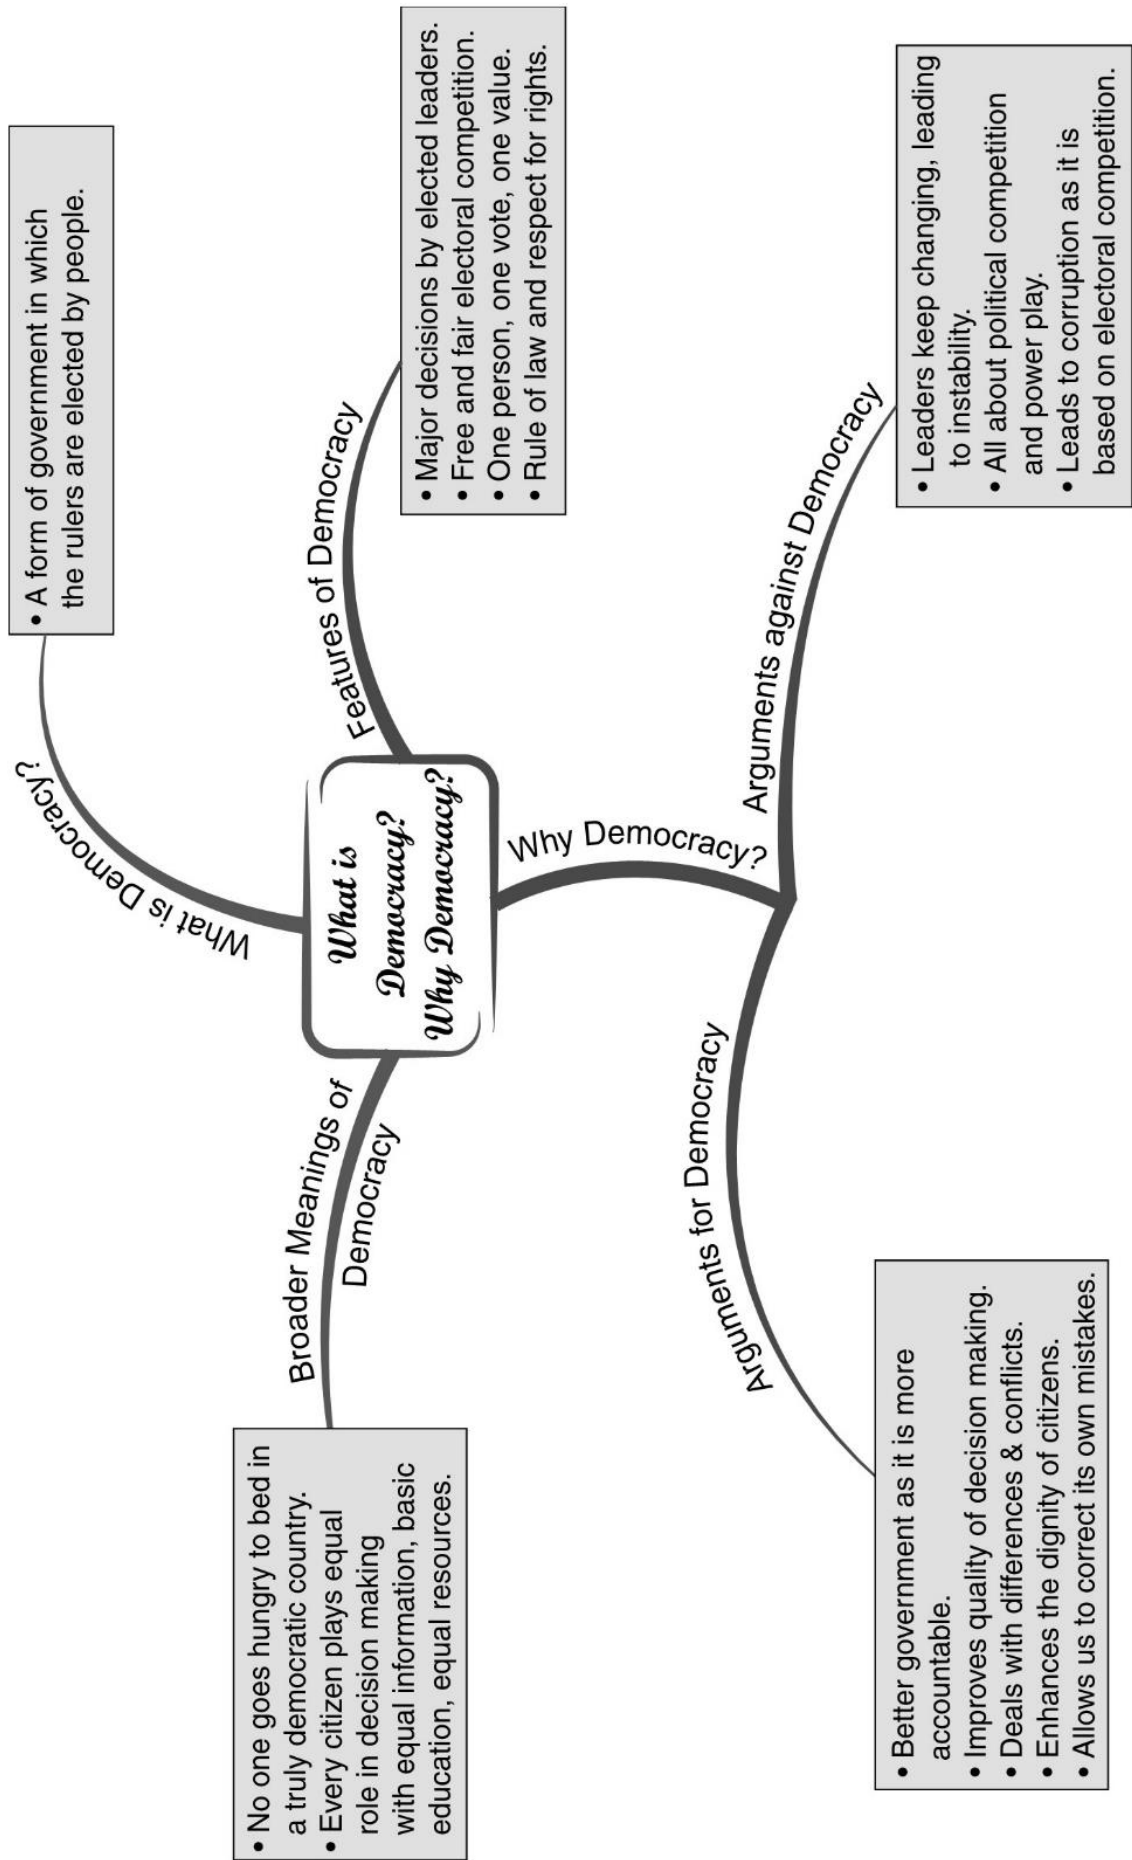 What is Democracy?
• A form of government in which
the rulers are elected by people.
Features of Democracy
• Major decisions by elected leaders.
• Free and fair electoral competition.
• One person, one vote, one value.
• Rule of law and respect for rights.
What is
Democracy?
Why Democracy?
Broader Meanings of
Democracy
• No one goes hungry to bed in
a truly democratic country.
• Every citizen plays equal
role in decision making
with equal information, basic
education, equal resources.
Why Democracy?
Arguments for Democracy
• Better government as it is more
accountable.
• Improves quality of decision making.
• Deals with differences & conflicts.
• Enhances the dignity of citizens.
• Allows us to correct its own mistakes.
Arguments against Democracy
• Leaders keep changing, leading
to instability.
• All about political competition
and power play.
• Leads to corruption as it is
based on electoral competition.